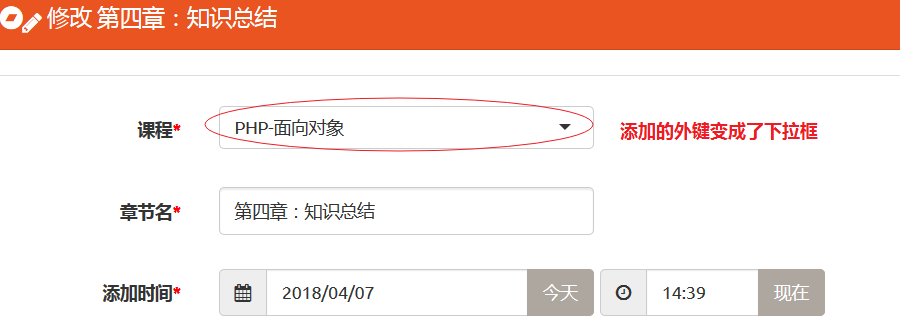 修改 第四章：知识总结
课程* PHP-面向对象 添加的外键变成了下拉框
章节名* 第四章：知识总结
添加时间* 2018/04/07 今天 14:39 现在